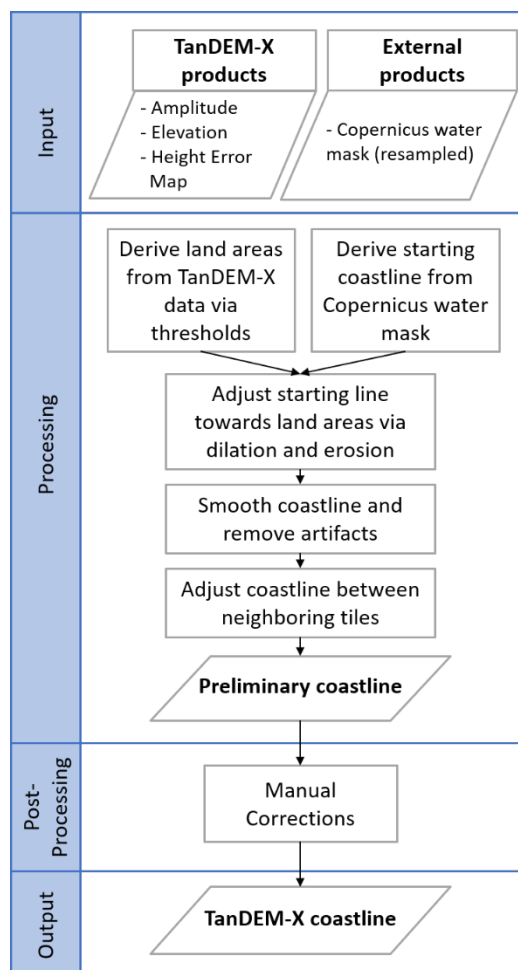 Input
TanDEM-X
products
- Amplitude
- Elevation
- Height Error
Map
External
products
- Copernicus water
mask (resampled)
Processing
Derive land areas
from TanDEM-X
data via
thresholds
Derive starting
coastline from
Copernicus water
mask
Adjust starting line
towards land areas via
dilation and erosion
Smooth coastline and
remove artifacts
Adjust coastline between
neighboring tiles
Preliminary coastline
Post-
Processing
Manual
Corrections
Output
TanDEM-X coastline